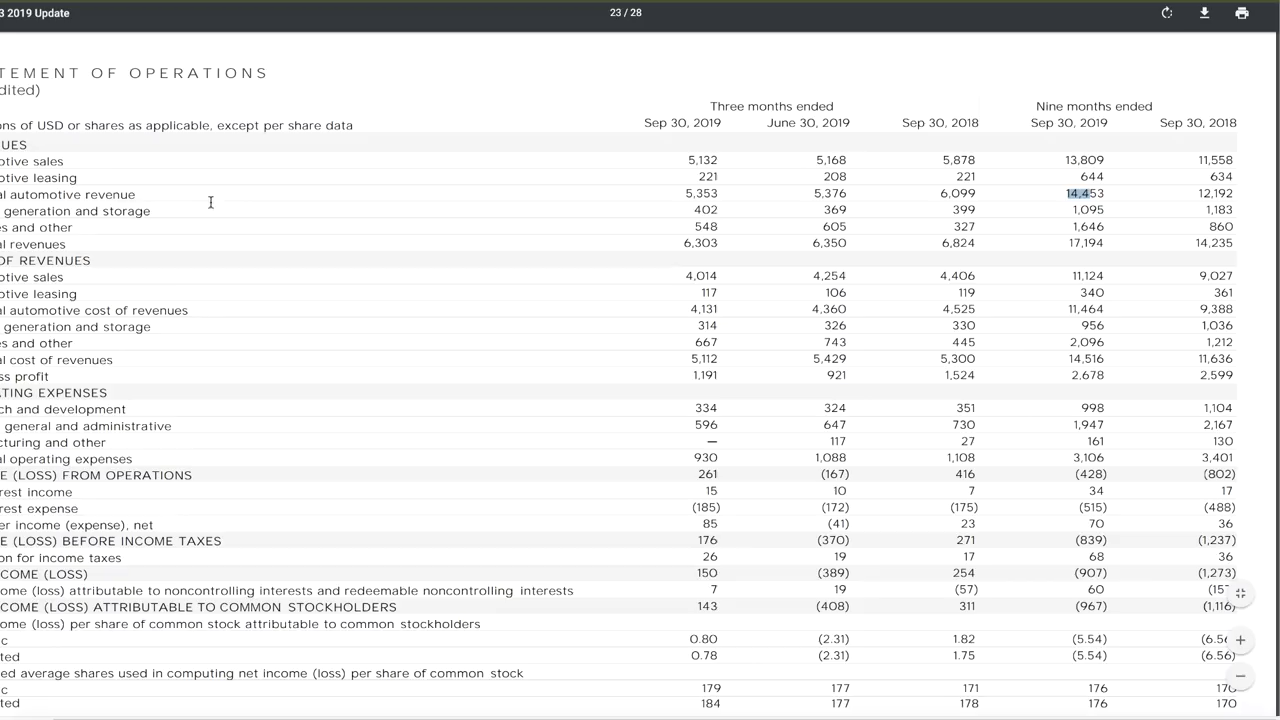 3 2019 Update 23 / 28
TEMENT OF OPERATIONS
dited)
Three months ended Nine months ended
ons of USD or shares as applicable, except per share data Sep 30, 2019 June 30, 2019 Sep 30, 2018 Sep 30, 2019 Sep 30, 2018
UES
otive sales 5,132 5,168 5,878 13,809 11,558
otive leasing 221 208 221 644 634
al automotive revenue 5,353 5,376 6,099 14,453 12,192
generation and storage 402 369 399 1,095 1,183
es and other 548 605 327 1,646 860
al revenues 6,303 6,350 6,824 17,194 14,235
OF REVENUES
otive sales 4,014 4,254 4,406 11,124 9,027
otive leasing 117 106 119 340 361
al automotive cost of revenues 4,131 4,360 4,525 11,464 9,388
generation and storage 314 326 330 956 1,036
es and other 667 743 445 2,096 1,212
al cost of revenues 5,112 5,429 5,300 14,516 11,636
ss profit 1,191 921 1,524 2,678 2,599
TING EXPENSES
ch and development 334 324 351 998 1,104
general and administrative 596 647 730 1,947 2,167
cturing and other — 117 27 161 130
al operating expenses 930 1,088 1,108 3,106 3,401
E (LOSS) FROM OPERATIONS 261 (167) 416 (428) (802)
rest income 15 10 7 34 17
rest expense (185) (172) (175) (515) (488)
er income (expense), net 85 (41) 23 70 36
E (LOSS) BEFORE INCOME TAXES 176 (370) 271 (839) (1,237)
on for income taxes 26 19 17 68 36
COME (LOSS) 150 (389) 254 (907) (1,273)
ome (loss) attributable to noncontrolling interests and redeemable noncontrolling interests 7 19 (57) 60 (157
COME (LOSS) ATTRIBUTABLE TO COMMON STOCKHOLDERS 143 (408) 311 (967) (1,116)
ome (loss) per share of common stock attributable to common stockholders
c 0.80 (2.31) 1.82 (5.54) (6.56
ted 0.78 (2.31) 1.75 (5.54) (6.56)
ed average shares used in computing net income (loss) per share of common stock
c 179 177 171 176 170
ted 184 177 178 176 170